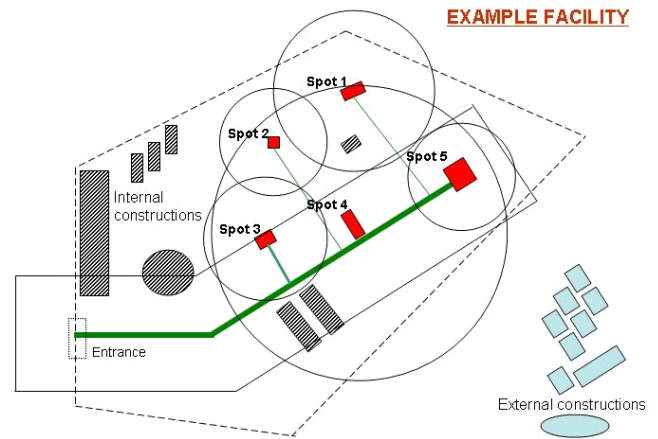 EXAMPLE FACILITY
Spot 1
Spot 2
Spot 5
Internal
constructions
Spot 4
Spot 3
Entrance
External constructions